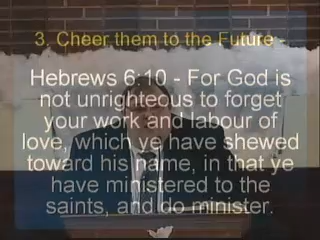 3. Cheer them to the Future -
Hebrews 6:10 - For God is
not unrighteous to forget
your work and labour of
love, which ye have shewed
toward his name, in that ye
have ministered to the
saints, and do minister.